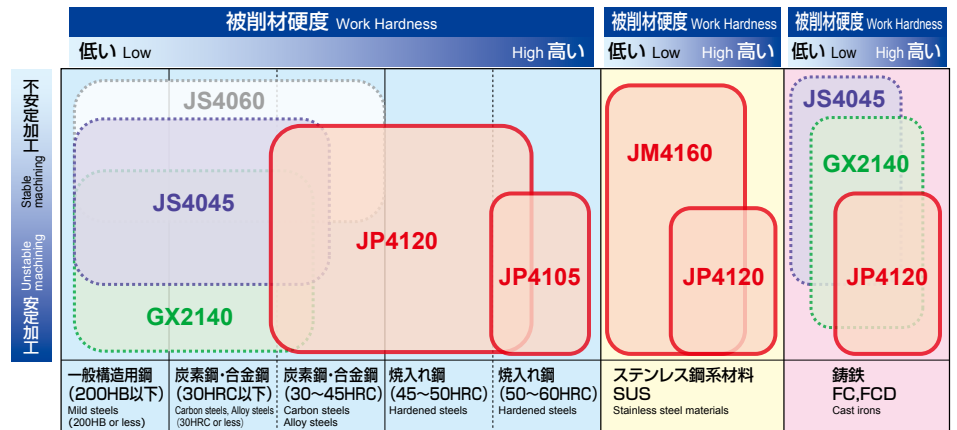 被削材硬度 Work Hardness
低い Low
High 高い
被削材硬度 Work Hardness
低い Low
High 高い
被削材硬度 Work Hardness
低い Low
High 高い
不安定加工
Stable machining
Unstable machining
安定加工
JS4060
JS4045
GX2140
JP4120
JP4105
JM4160
JP4120
JS4045
GX2140
JP4120
一般構造用鋼
(200HB以下)
Mild steels
(200HB or less)
炭素鋼・合金鋼
(30HRC以下)
Carbon steels, Alloy steels
(30HRC or less)
炭素鋼・合金鋼
(30～45HRC)
Carbon steels
Alloy steels
焼入れ鋼
(45～50HRC)
Hardened steels
焼入れ鋼
(50～60HRC)
Hardened steels
ステンレス鋼系材料
SUS
Stainless steel materials
鋳鉄
FC,FCD
Cast irons